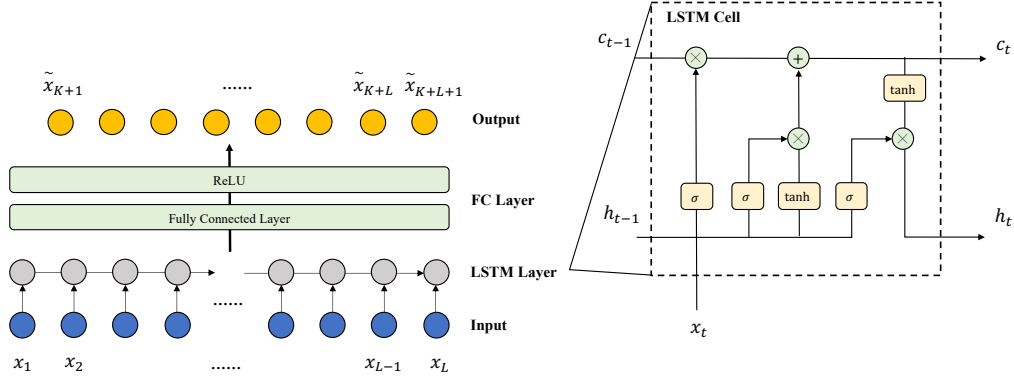 x̃_{K+1} ...... x̃_{K+L} x̃_{K+L+1}
Output
ReLU
FC Layer
Fully Connected Layer
LSTM Layer
......
Input
x_1 x_2 ...... x_{L−1} x_L
LSTM Cell
c_{t−1} × + c_t
tanh
× ×
σ σ tanh σ
h_{t−1} h_t
x_t